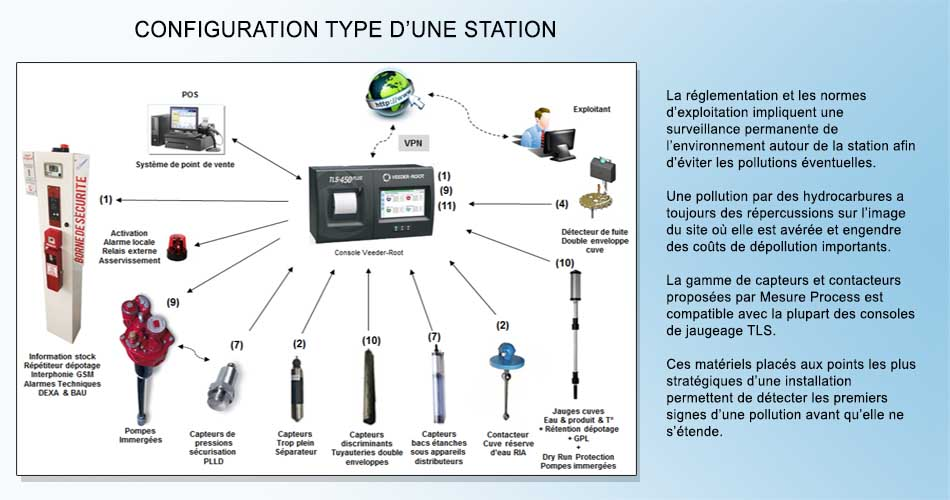 CONFIGURATION TYPE D'UNE STATION
POS
Système de point de vente
http://www
VPN
Exploitant
TLS-450PLUS
VEEDER-ROOT
(1)
(9)
(11)
Console Veeder-Root
(1)
BORNE DE SÉCURITÉ
Activation
Alarme locale
Relais externe
Asservissement
(4)
Détecteur de fuite
Double enveloppe
cuve
(10)
(9)
(7)
(2)
(10)
(7)
(2)
Information stock
Répétiteur dépotage
Interphonie GSM
Alarmes Techniques
DEXA & BAU
Pompes
Immergées
Capteurs de
pressions
sécurisation
PLLD
Capteurs
Trop plein
Séparateur
Capteurs
discriminants
Tuyauteries double
enveloppes
Capteurs
bacs étanches
sous appareils
distributeurs
Contacteur
Cuve réserve
d'eau RIA
Jauges cuves
Eau & produit & T°
+ Rétention dépotage
+ GPL
+
Dry Run Protection
Pompes immergées
La réglementation et les normes
d'exploitation impliquent une
surveillance permanente de
l'environnement autour de la station afin
d'éviter les pollutions éventuelles.
Une pollution par des hydrocarbures a
toujours des répercussions sur l'image
du site où elle est avérée et engendre
des coûts de dépollution importants.
La gamme de capteurs et contacteurs
proposées par Mesure Process est
compatible avec la plupart des consoles
de jaugeage TLS.
Ces matériels placés aux points les plus
stratégiques d'une installation
permettent de détecter les premiers
signes d'une pollution avant qu'elle ne
s'étende.